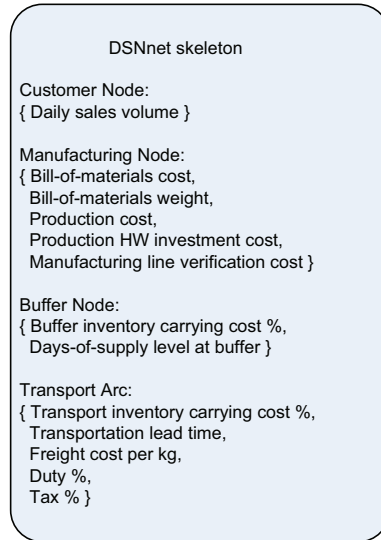 DSNnet skeleton
Customer Node:
{ Daily sales volume }
Manufacturing Node:
{ Bill-of-materials cost,
Bill-of-materials weight,
Production cost,
Production HW investment cost,
Manufacturing line verification cost }
Buffer Node:
{ Buffer inventory carrying cost %,
Days-of-supply level at buffer }
Transport Arc:
{ Transport inventory carrying cost %,
Transportation lead time,
Freight cost per kg,
Duty %,
Tax % }